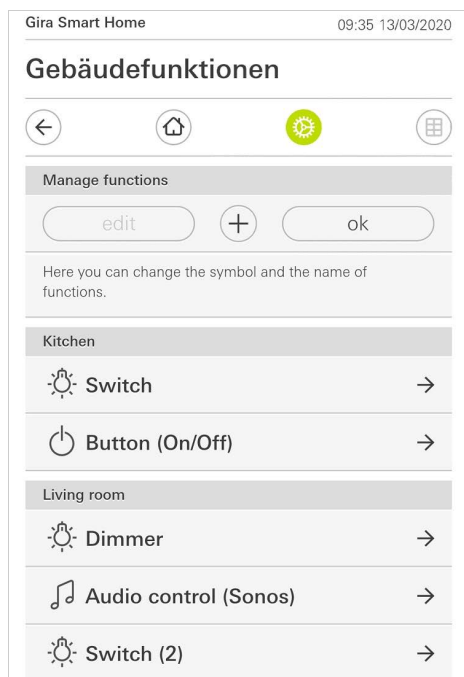 Gira Smart Home
09:35 13/03/2020
Gebäudefunktionen
Manage functions
edit
ok
Here you can change the symbol and the name of
functions.
Kitchen
Switch
Button (On/Off)
Living room
Dimmer
Audio control (Sonos)
Switch (2)